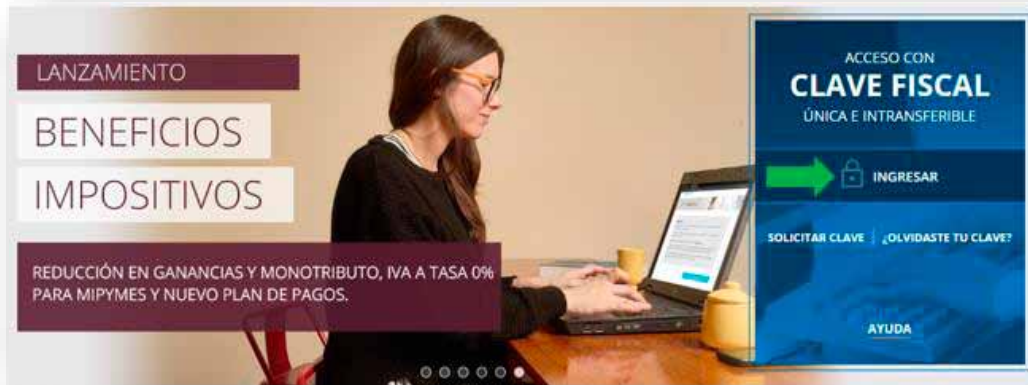 LANZAMIENTO
BENEFICIOS
IMPOSITIVOS
REDUCCIÓN EN GANANCIAS Y MONOTRIBUTO, IVA A TASA 0%
PARA MIPYMES Y NUEVO PLAN DE PAGOS.
ACCESO CON
CLAVE FISCAL
ÚNICA E INTRANSFERIBLE
INGRESAR
SOLICITAR CLAVE | ¿OLVIDASTE TU CLAVE?
AYUDA